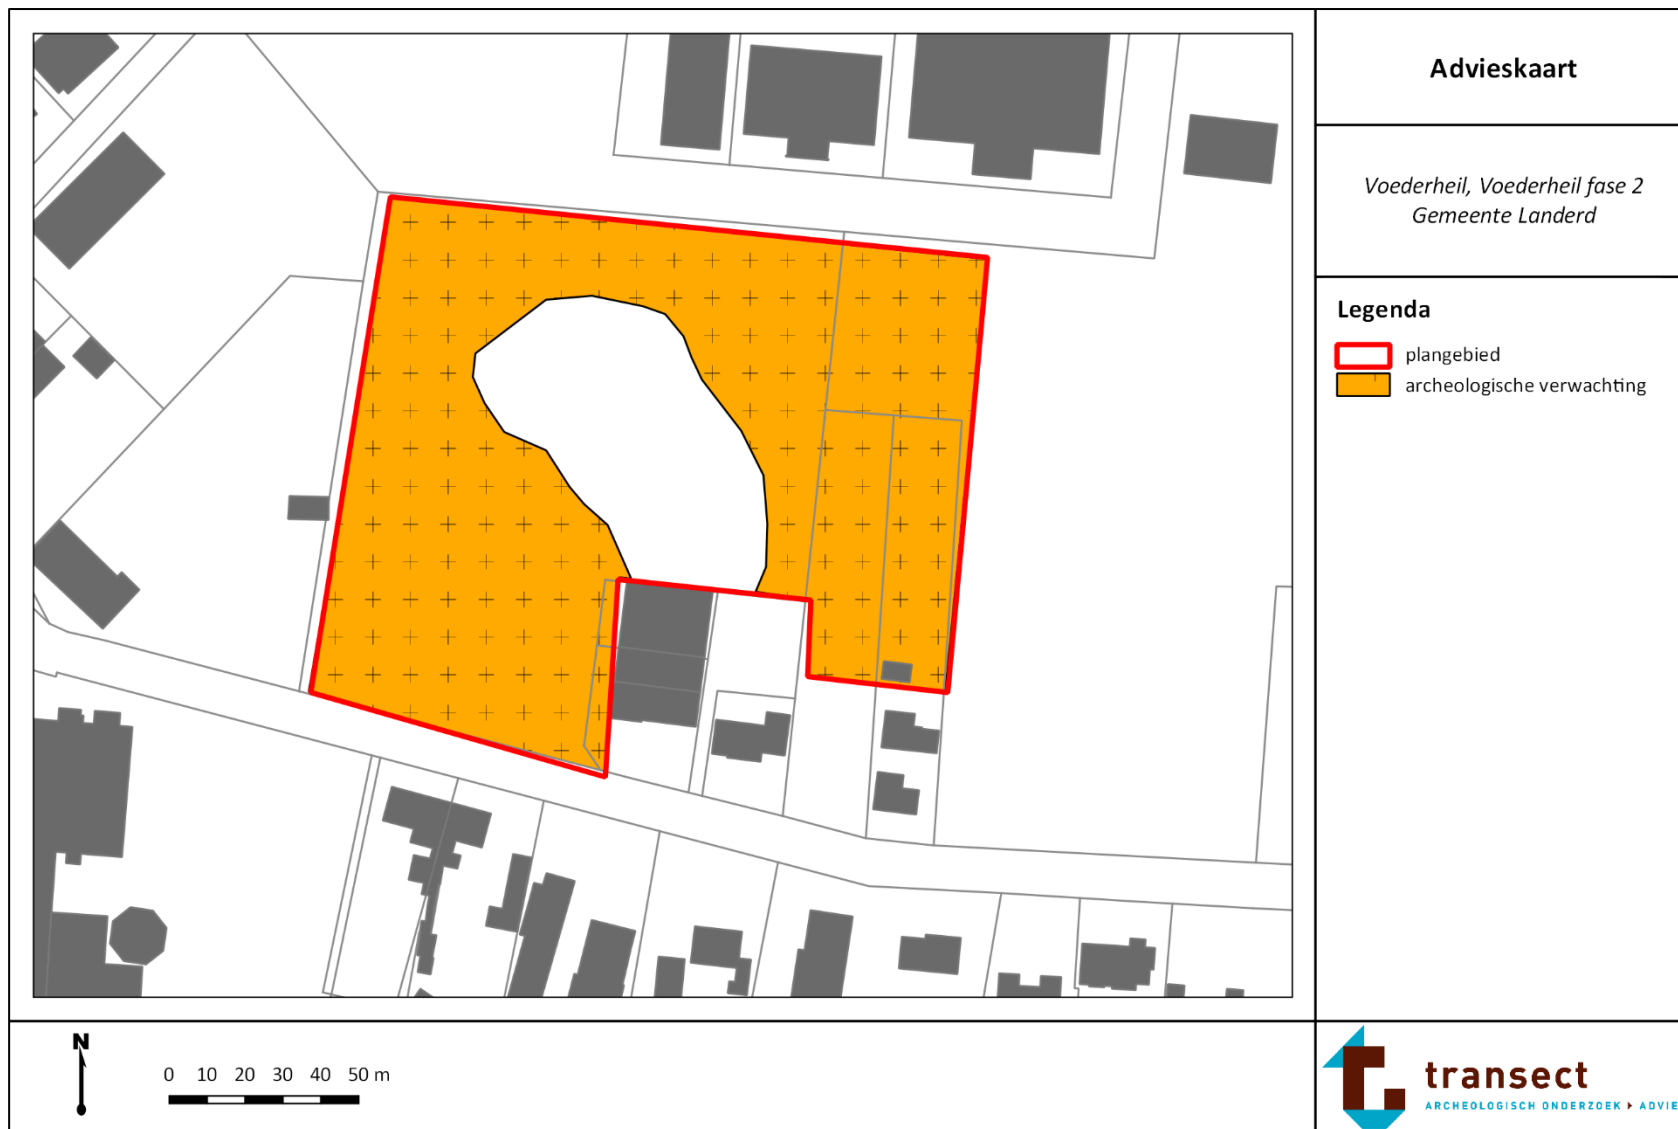 Advieskaart
Voederheil, Voederheil fase 2
Gemeente Landerd
Legenda
plangebied
archeologische verwachting
N
0 10 20 30 40 50 m
transect
ARCHEOLOGISCH ONDERZOEK ▸ ADVIE